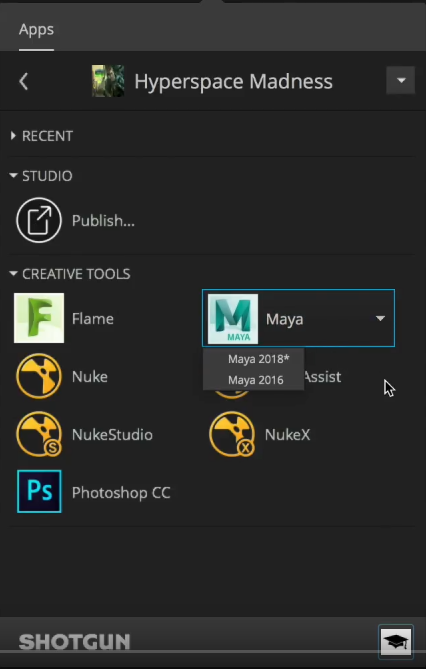 Apps
Hyperspace Madness
RECENT
STUDIO
Publish...
CREATIVE TOOLS
Flame
MAYA
Maya
Maya 2018*
Maya 2016
Nuke
Assist
S
NukeStudio
X
NukeX
Ps
Photoshop CC
SHOTGUN